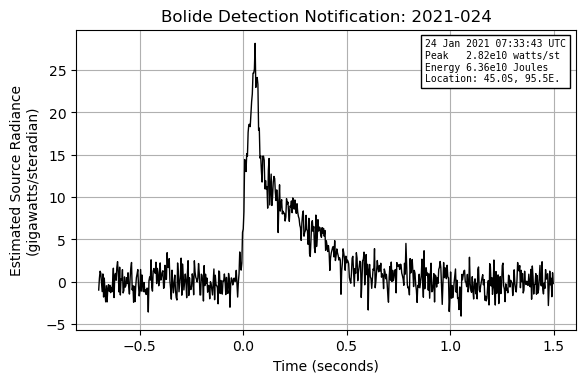 Bolide Detection Notification: 2021-024
24 Jan 2021 07:33:43 UTC
Peak   2.82e10 watts/st
Energy 6.36e10 Joules
Location: 45.0S, 95.5E.
Estimated Source Radiance
(gigawatts/steradian)
25
20
15
10
5
0
−5
−0.5
0.0
0.5
1.0
1.5
Time (seconds)